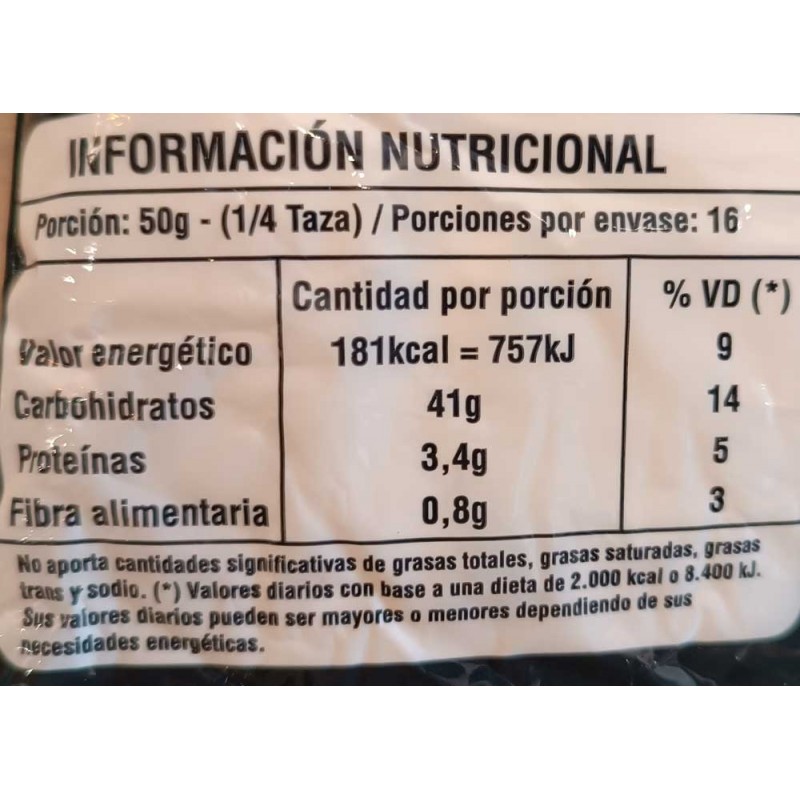 INFORMACIÓN NUTRICIONAL
Porción: 50g - (1/4 Taza) / Porciones por envase: 16
Cantidad por porción % VD (*)
Valor energético 181kcal = 757kJ 9
Carbohidratos 41g 14
Proteínas 3,4g 5
Fibra alimentaria 0,8g 3
No aporta cantidades significativas de grasas totales, grasas saturadas, grasas
trans y sodio. (*) Valores diarios con base a una dieta de 2.000 kcal o 8.400 kJ.
Sus valores diarios pueden ser mayores o menores dependiendo de sus
necesidades energéticas.